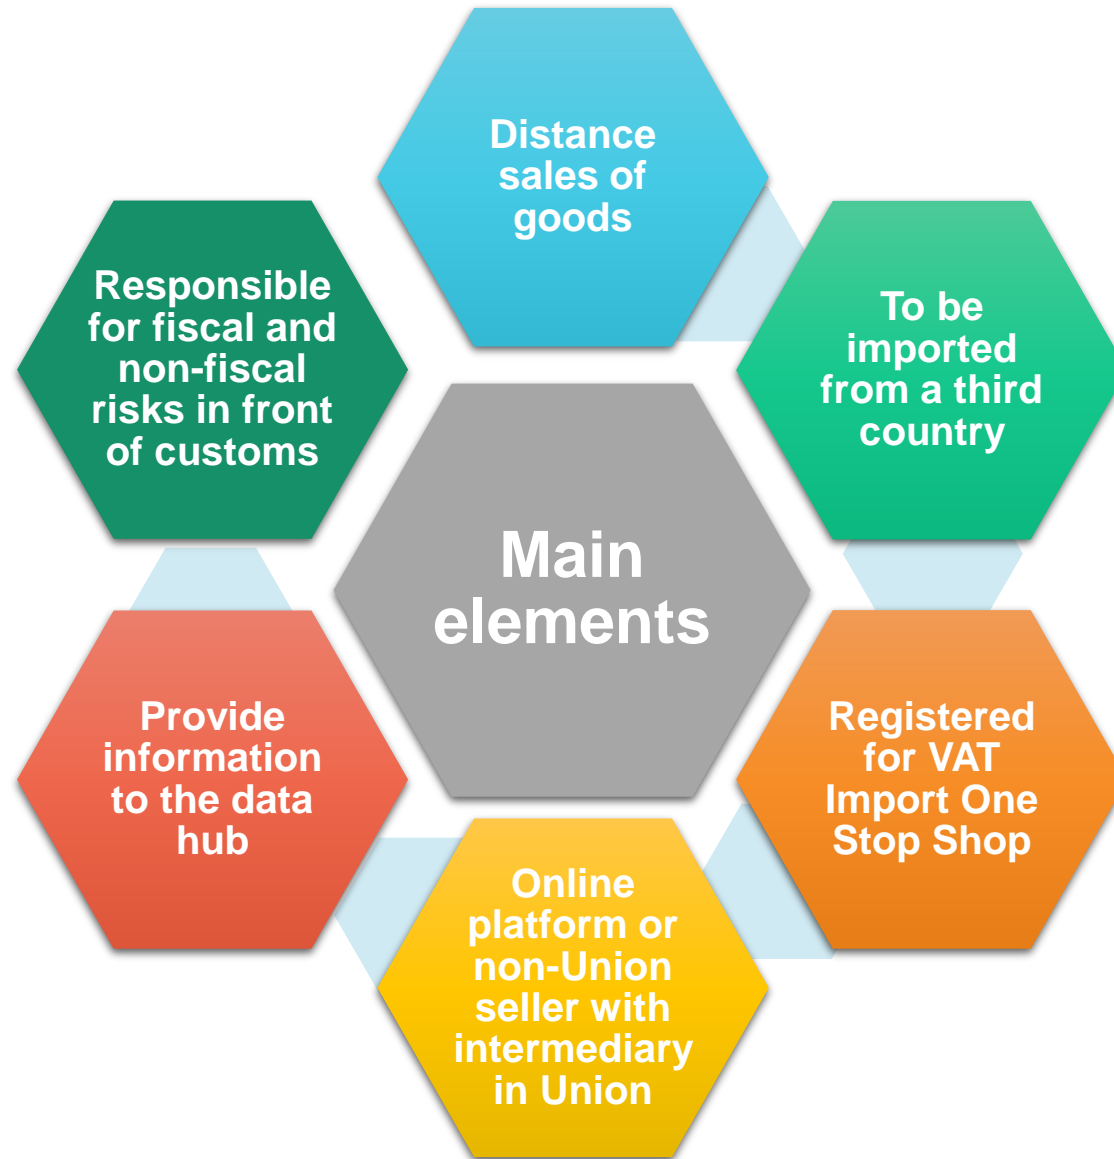 Distance
sales of
goods
To be
imported
from a third
country
Registered
for VAT
Import One
Stop Shop
Online
platform or
non-Union
seller with
intermediary
in Union
Provide
information
to the data
hub
Responsible
for fiscal and
non-fiscal
risks in front
of customs
Main
elements